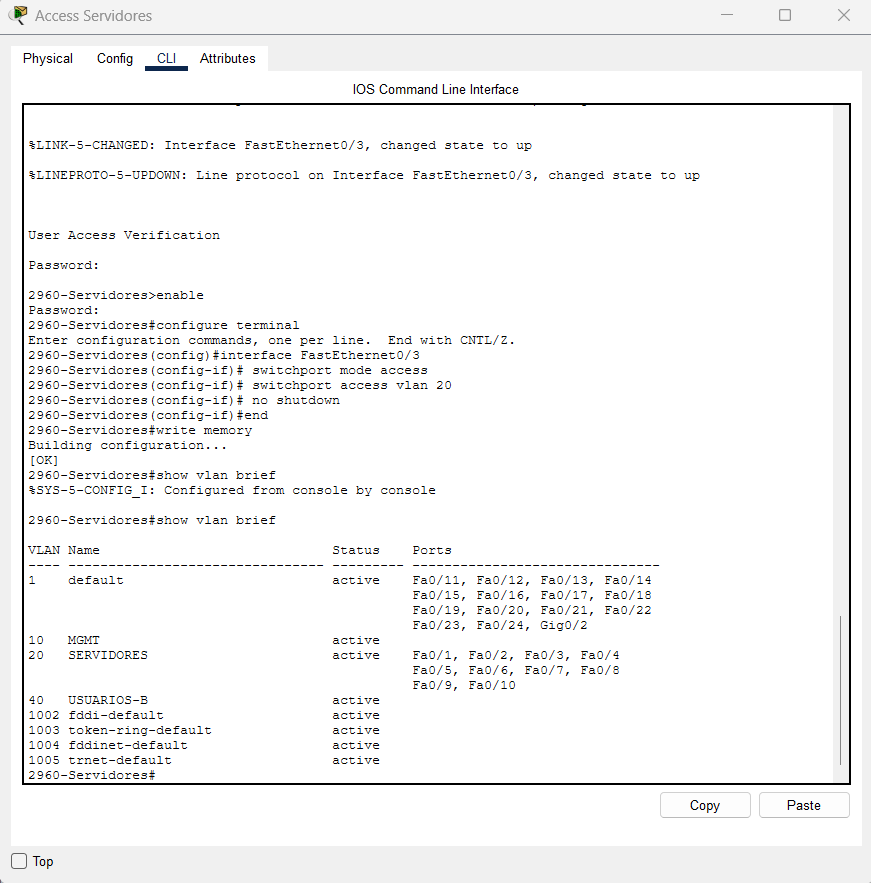 Access Servidores
Physical Config CLI Attributes
IOS Command Line Interface
%LINK-5-CHANGED: Interface FastEthernet0/3, changed state to up
%LINEPROTO-5-UPDOWN: Line protocol on Interface FastEthernet0/3, changed state to up
User Access Verification
Password:
2960-Servidores>enable
Password:
2960-Servidores#configure terminal
Enter configuration commands, one per line.  End with CNTL/Z.
2960-Servidores(config)#interface FastEthernet0/3
2960-Servidores(config-if)# switchport mode access
2960-Servidores(config-if)# switchport access vlan 20
2960-Servidores(config-if)# no shutdown
2960-Servidores(config-if)#end
2960-Servidores#write memory
Building configuration...
[OK]
2960-Servidores#show vlan brief
%SYS-5-CONFIG_I: Configured from console by console
2960-Servidores#show vlan brief
VLAN Name                             Status    Ports
---- -------------------------------- --------- -------------------------------
1    default                          active    Fa0/11, Fa0/12, Fa0/13, Fa0/14
                                                Fa0/15, Fa0/16, Fa0/17, Fa0/18
                                                Fa0/19, Fa0/20, Fa0/21, Fa0/22
                                                Fa0/23, Fa0/24, Gig0/2
10   MGMT                             active
20   SERVIDORES                       active    Fa0/1, Fa0/2, Fa0/3, Fa0/4
                                                Fa0/5, Fa0/6, Fa0/7, Fa0/8
                                                Fa0/9, Fa0/10
40   USUARIOS-B                       active
1002 fddi-default                     active
1003 token-ring-default               active
1004 fddinet-default                  active
1005 trnet-default                    active
2960-Servidores#
Copy Paste
Top